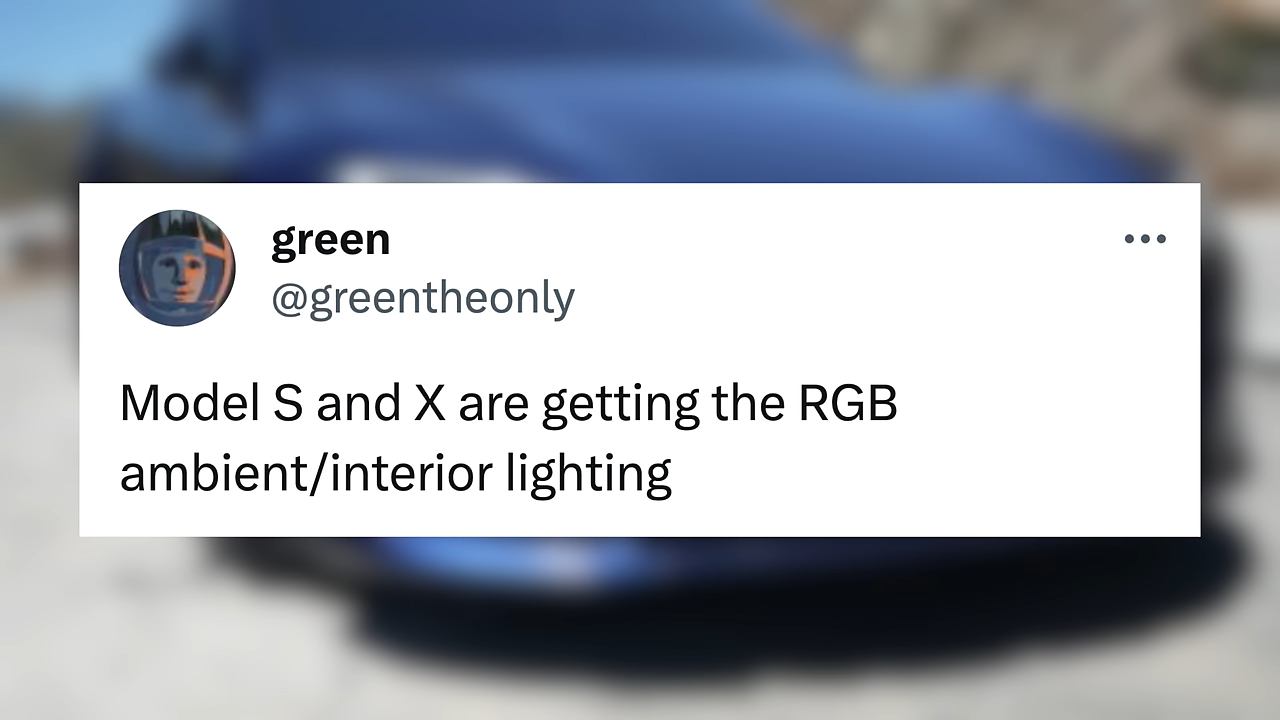 green
@greentheonly
Model S and X are getting the RGB
ambient/interior lighting